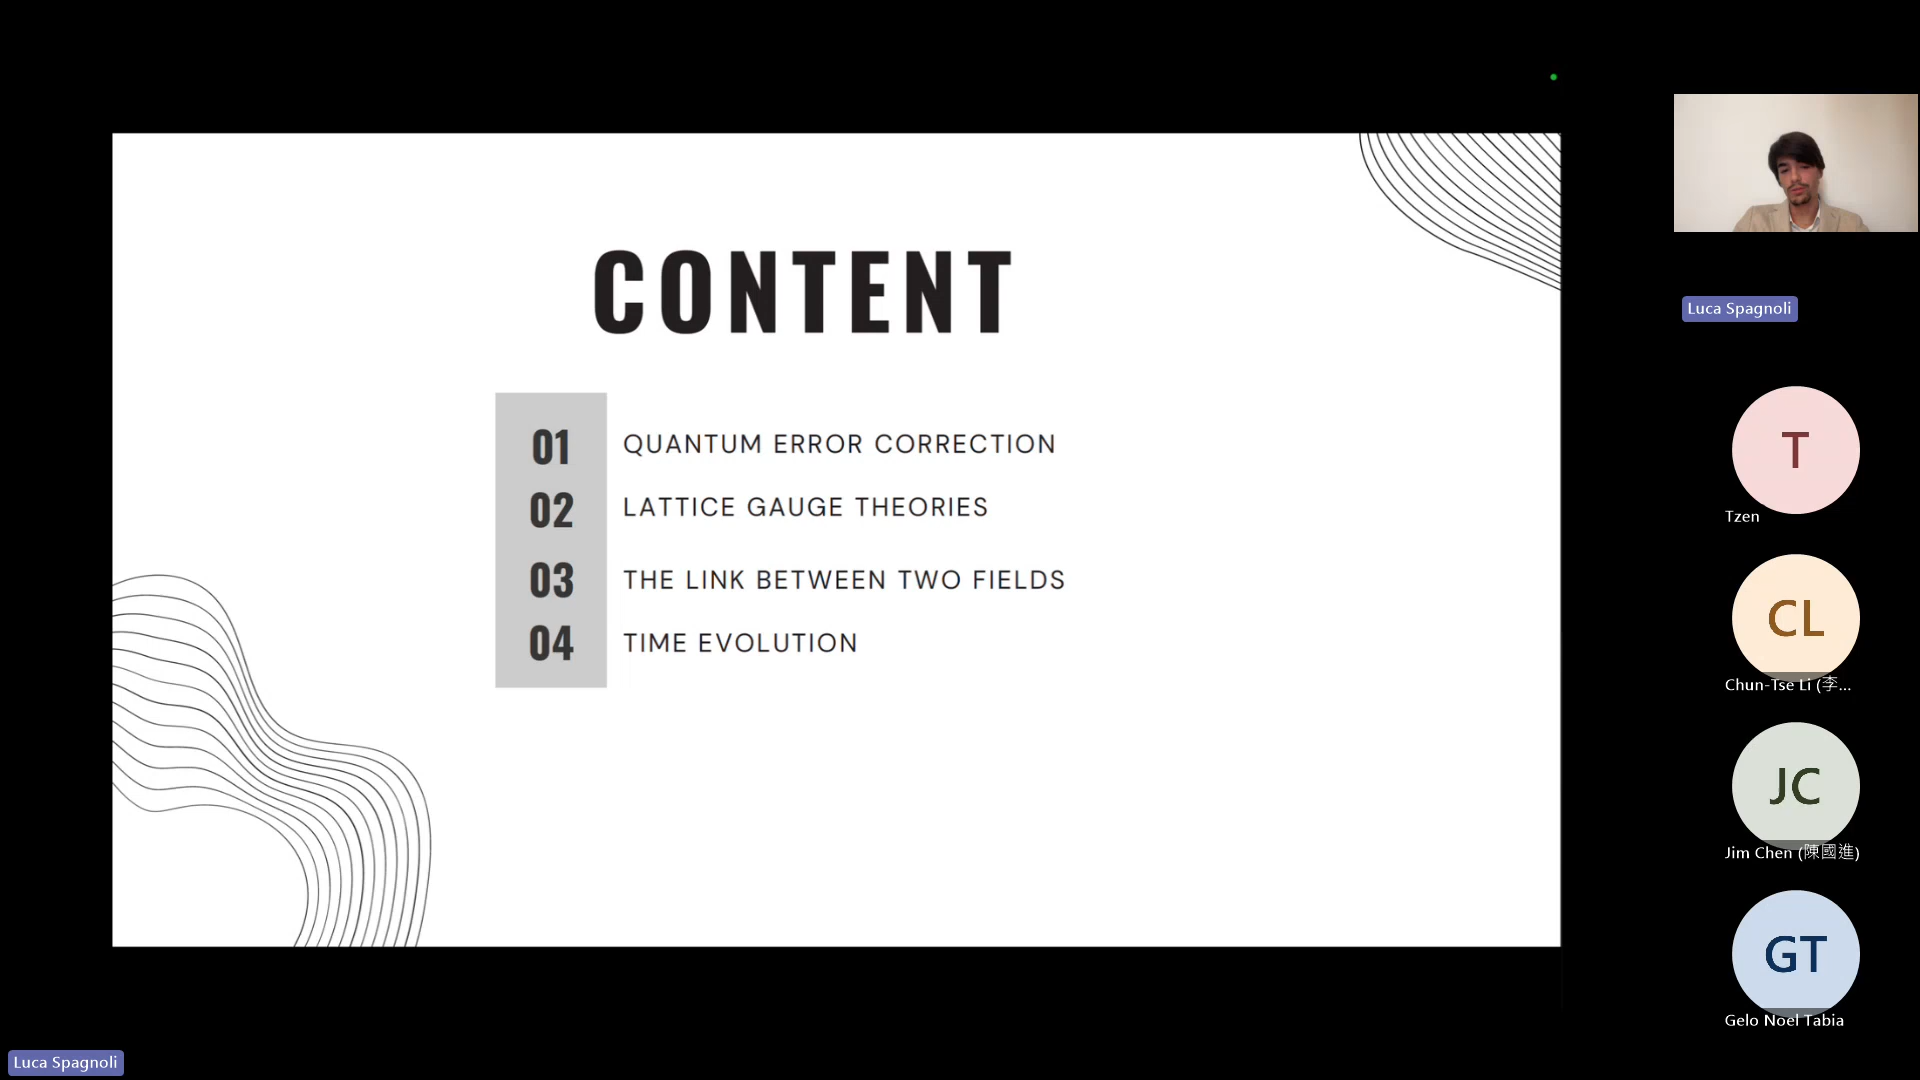 CONTENT
01 QUANTUM ERROR CORRECTION
02 LATTICE GAUGE THEORIES
03 THE LINK BETWEEN TWO FIELDS
04 TIME EVOLUTION
Luca Spagnoli
T
Tzen
CL
Chun-Tse Li (李...
JC
Jim Chen (陳國進)
GT
Gelo Noel Tabia
Luca Spagnoli